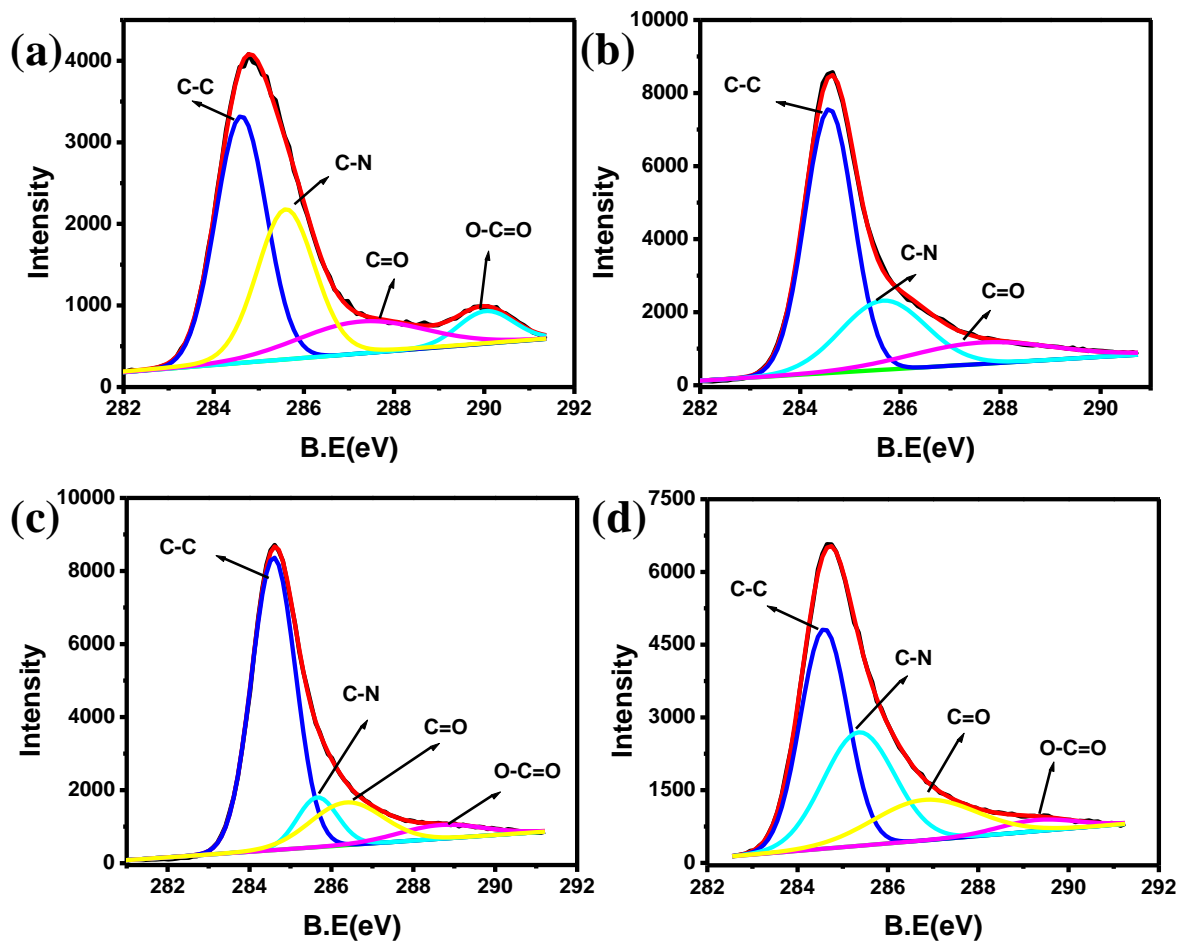 (a)
4000
3000
2000
1000
0
Intensity
C-C
C-N
C=O
O-C=O
282 284 286 288 290 292
B.E(eV)
(b)
10000
8000
6000
4000
2000
0
Intensity
C-C
C-N
C=O
282 284 286 288 290
B.E(eV)
(c)
10000
8000
6000
4000
2000
0
Intensity
C-C
C-N
C=O
O-C=O
282 284 286 288 290 292
B.E(eV)
(d)
7500
6000
4500
3000
1500
0
Intensity
C-C
C-N
C=O
O-C=O
282 284 286 288 290 292
B.E(eV)